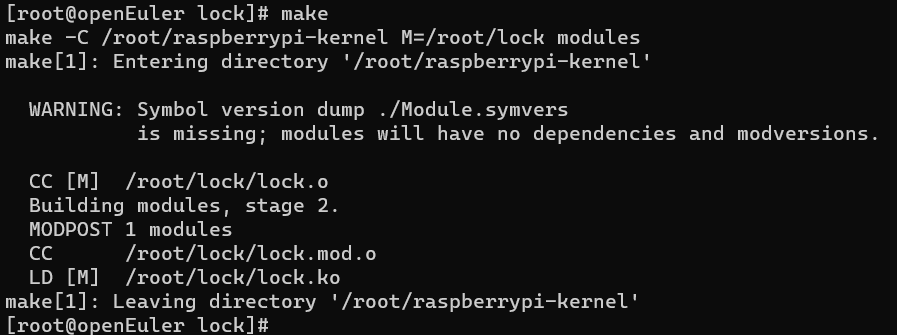 [root@openEuler lock]# make
make -C /root/raspberrypi-kernel M=/root/lock modules
make[1]: Entering directory '/root/raspberrypi-kernel'

  WARNING: Symbol version dump ./Module.symvers
           is missing; modules will have no dependencies and modversions.

  CC [M]  /root/lock/lock.o
  Building modules, stage 2.
  MODPOST 1 modules
  CC      /root/lock/lock.mod.o
  LD [M]  /root/lock/lock.ko
make[1]: Leaving directory '/root/raspberrypi-kernel'
[root@openEuler lock]#